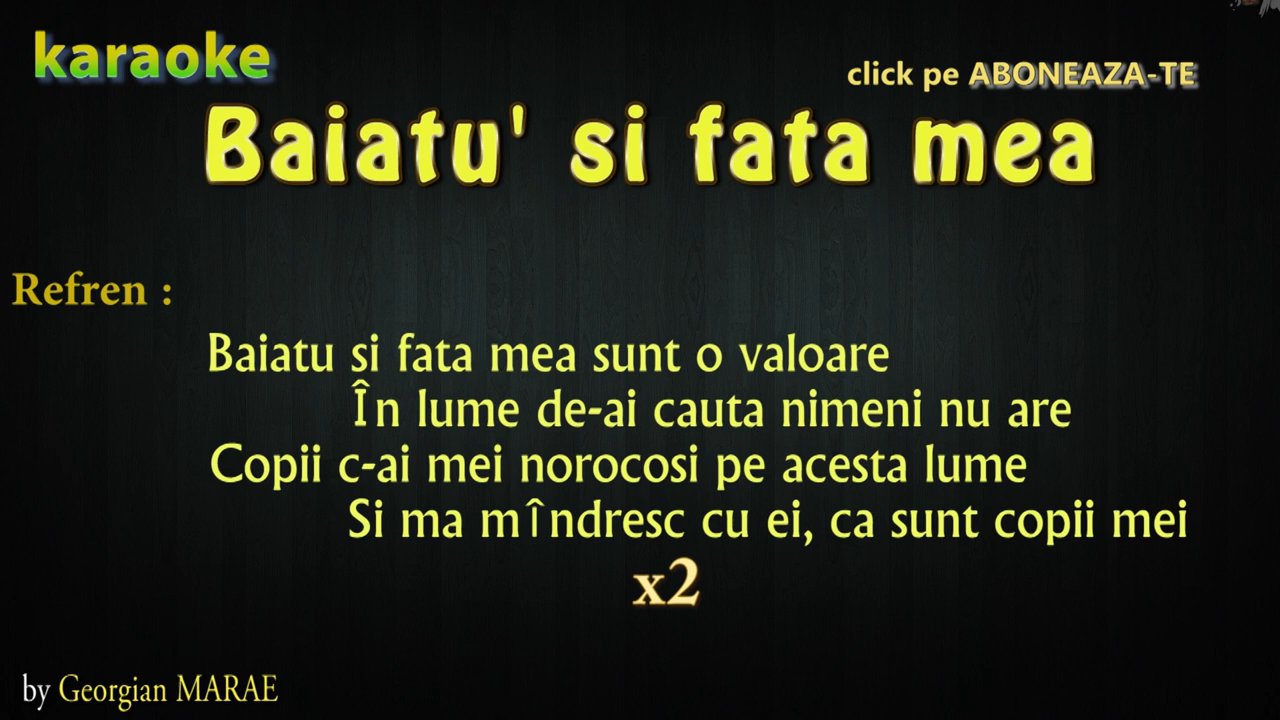 karaoke
click pe ABONEAZA-TE
Baiatu' si fata mea
Refren :
Baiatu si fata mea sunt o valoare
În lume de-ai cauta nimeni nu are
Copii c-ai mei norocosi pe acesta lume
Si ma mîndresc cu ei, ca sunt copii mei
x2
by Georgian MARAE